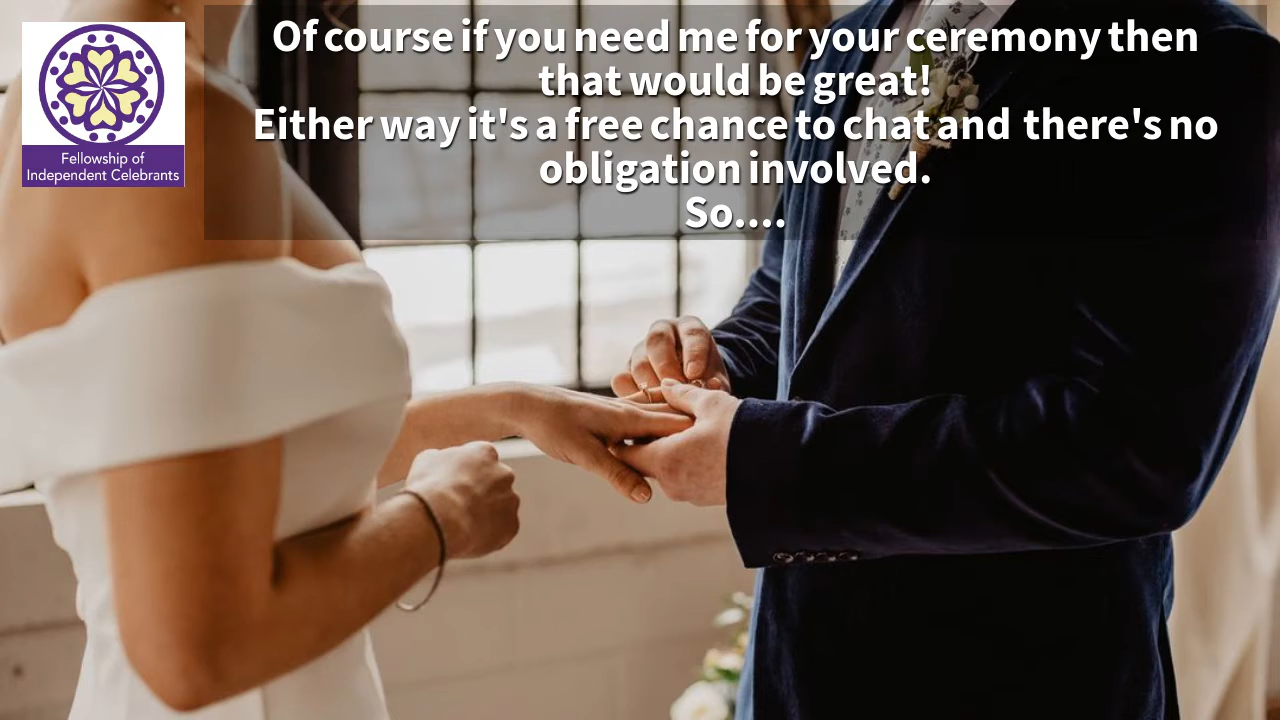 Of course if you need me for your ceremony then
that would be great!
Either way it's a free chance to chat and there's no
obligation involved.
So....
Fellowship of
Independent Celebrants